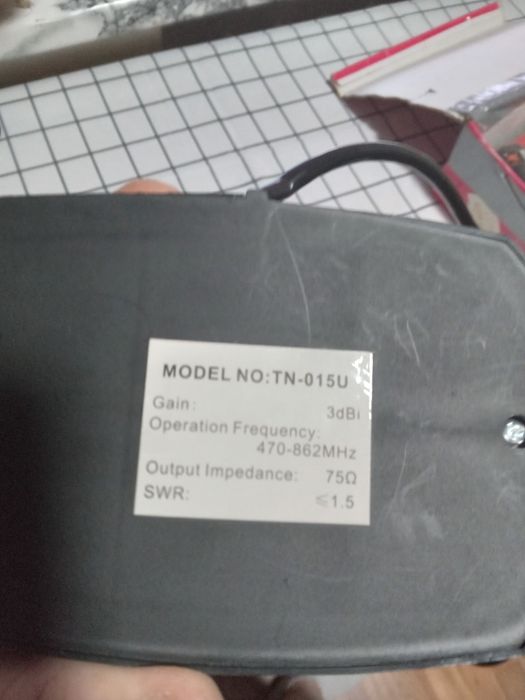 MODEL NO:TN-015U
Gain: 3dBi
Operation Frequency:
470-862MHz
Output Impedance: 75Ω
SWR: ≤1.5